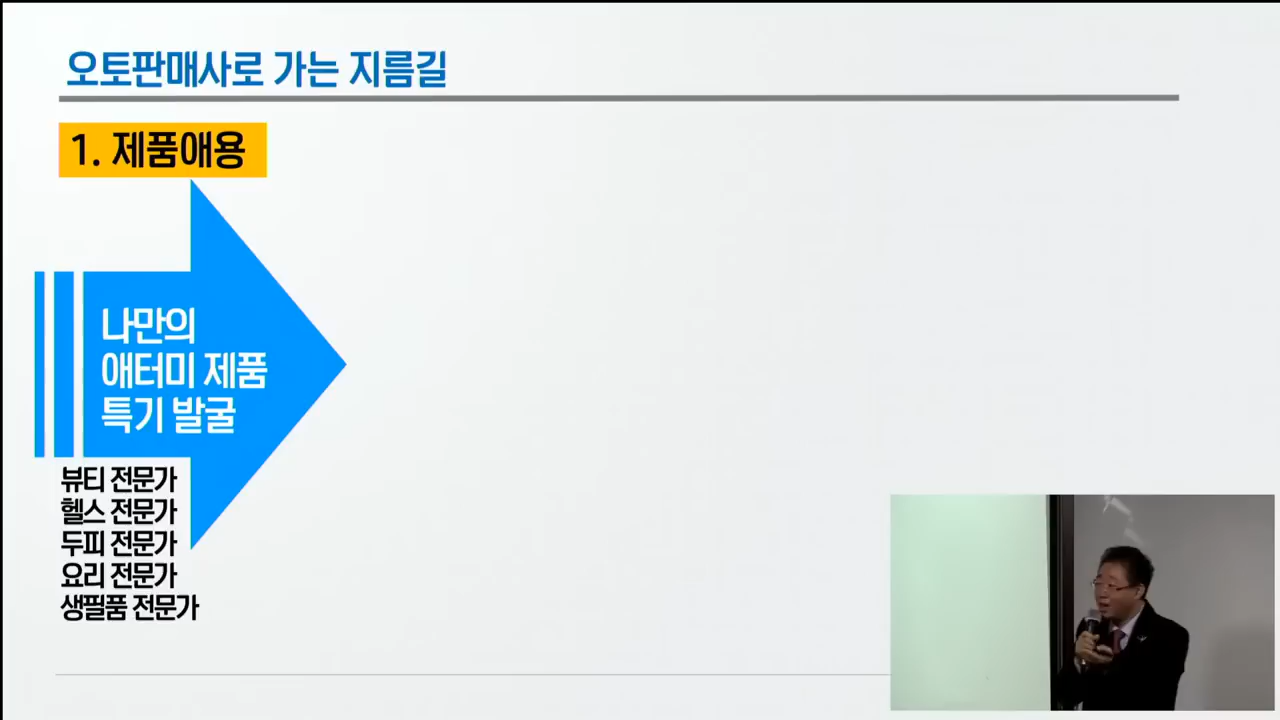 오토판매사로 가는 지름길
1. 제품애용
나만의
애터미 제품
특기 발굴
뷰티 전문가
헬스 전문가
두피 전문가
요리 전문가
생필품 전문가